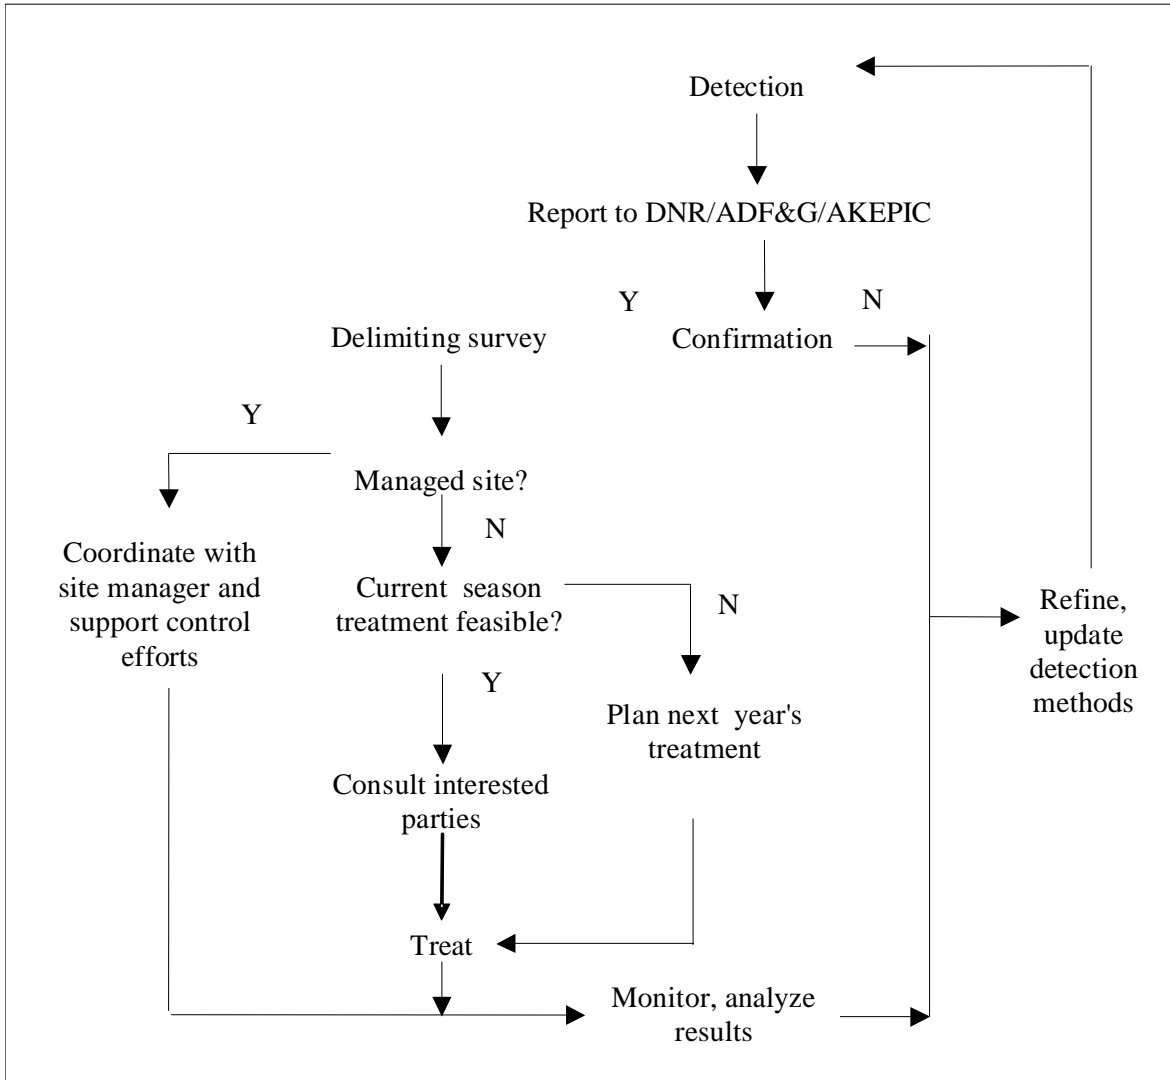 Detection
Report to DNR/ADF&G/AKEPIC
Y
N
Delimiting survey
Confirmation
Y
Managed site?
N
Coordinate with
site manager and
support control
efforts
Current season
treatment feasible?
N
Refine,
update
detection
methods
Y
Plan next year's
treatment
Consult interested
parties
Treat
Monitor, analyze
results